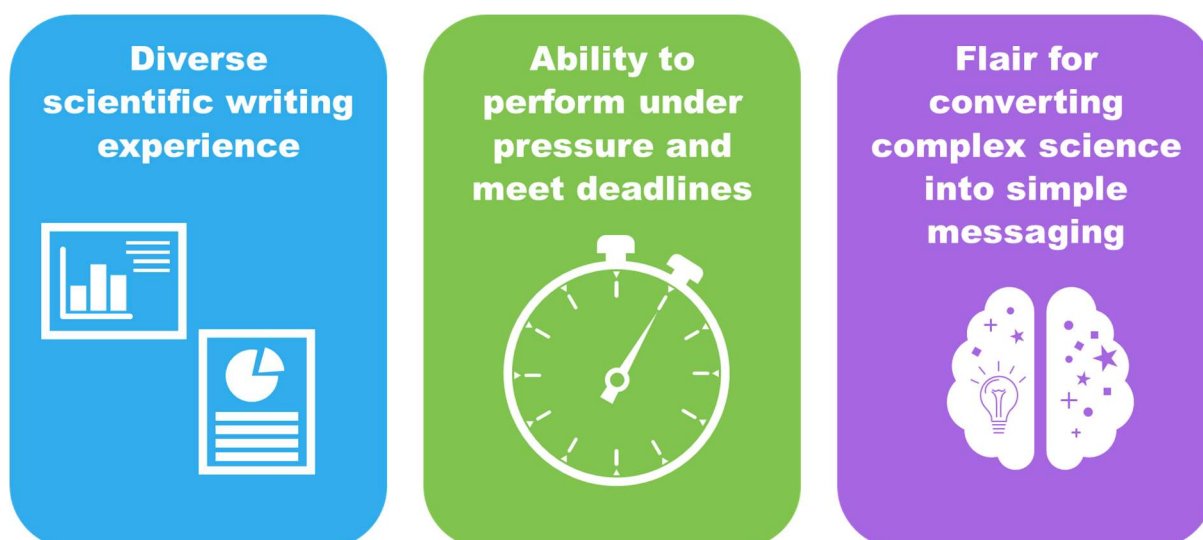 Diverse
scientific writing
experience
Ability to
perform under
pressure and
meet deadlines
Flair for
converting
complex science
into simple
messaging